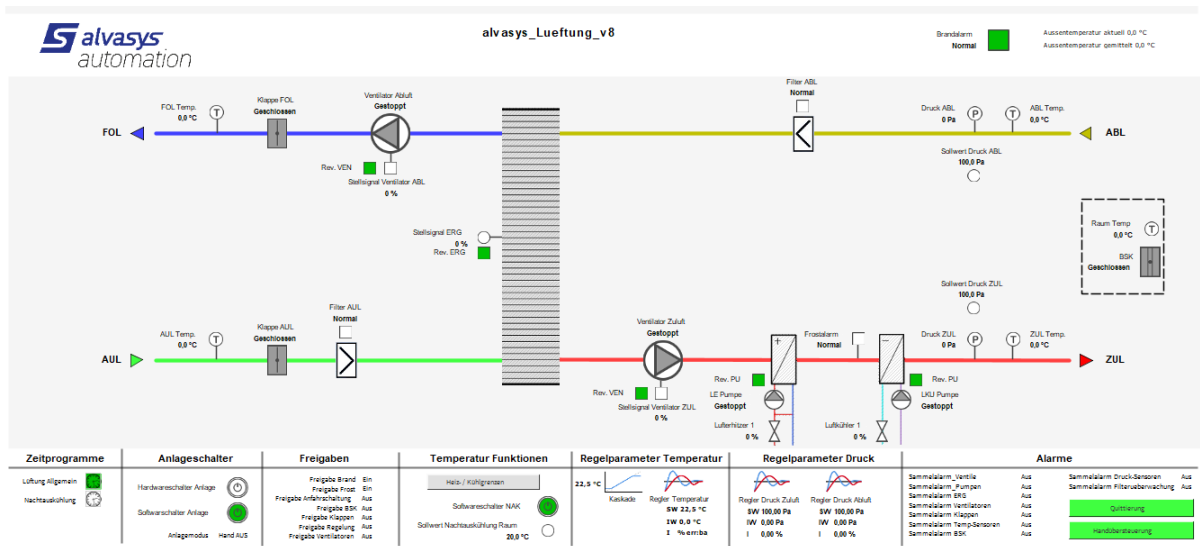 alvasys
automation
alvasys_Lueftung_v8
Brandalarm
Normal
Aussentemperatur aktuell 0,0 °C
Aussentemperatur gemittelt 0,0 °C
FOL Temp.
0,0 °C
T
Klappe FOL
Geschlossen
Ventilator Abluft
Gestoppt
Filter ABL
Normal
Druck ABL
0 Pa
P
T
ABL Temp.
0,0 °C
FOL
ABL
Rev. VEN
Stellsignal Ventilator ABL
0 %
Sollwert Druck ABL
100,0 Pa
Stellsignal ERG
0 %
Rev. ERG
Raum Temp
0,0 °C
T
BSK
Geschlossen
Sollwert Druck ZUL
100,0 Pa
AUL Temp.
0,0 °C
T
Klappe AUL
Geschlossen
Filter AUL
Normal
Ventilator Zuluft
Gestoppt
Frostalarm
Normal
Druck ZUL
0 Pa
P
T
ZUL Temp.
0,0 °C
AUL
ZUL
+
−
Rev. VEN
Stellsignal Ventilator ZUL
0 %
Rev. PU
LE Pumpe
Gestoppt
Rev. PU
LKU Pumpe
Gestoppt
Lufterhitzer 1
0 %
Luftkühler 1
0 %
Zeitprogramme
Lüftung Allgemein
Nachtauskühlung
Anlageschalter
Hardwareschalter Anlage
Softwarschalter Anlage
Anlagemodus Hand AUS
Freigaben
Freigabe Brand Ein
Freigabe Frost Ein
Freigabe Anfahrschaltung Aus
Freigabe BSK Aus
Freigabe Klappen Aus
Freigabe Regelung Aus
Freigabe Ventilatoren Aus
Temperatur Funktionen
Heiz- / Kühlgrenzen
Softwareschalter NAK
Sollwert Nachtauskühlung Raum
20,0 °C
Regelparameter Temperatur
22,5 °C
Kaskade
Regler Temperatur
SW 22,5 °C
IW 0,0 °C
I % err:ba
Regelparameter Druck
Regler Druck Zuluft
SW 100,00 Pa
IW 0,00 Pa
I 0,00 %
Regler Druck Abluft
SW 100,00 Pa
IW 0,00 Pa
I 0,00 %
Alarme
Sammelalarm_Ventile Aus
Sammelalarm_Pumpen Aus
Sammelalarm ERG Aus
Sammelalarm Ventilatoren Aus
Sammelalarm Klappen Aus
Sammelalarm Temp-Sensoren Aus
Sammelalarm BSK Aus
Sammelalarm Druck-Sensoren Aus
Sammelalarm Filterueberwachung Aus
Quittierung
Handübersteuerung